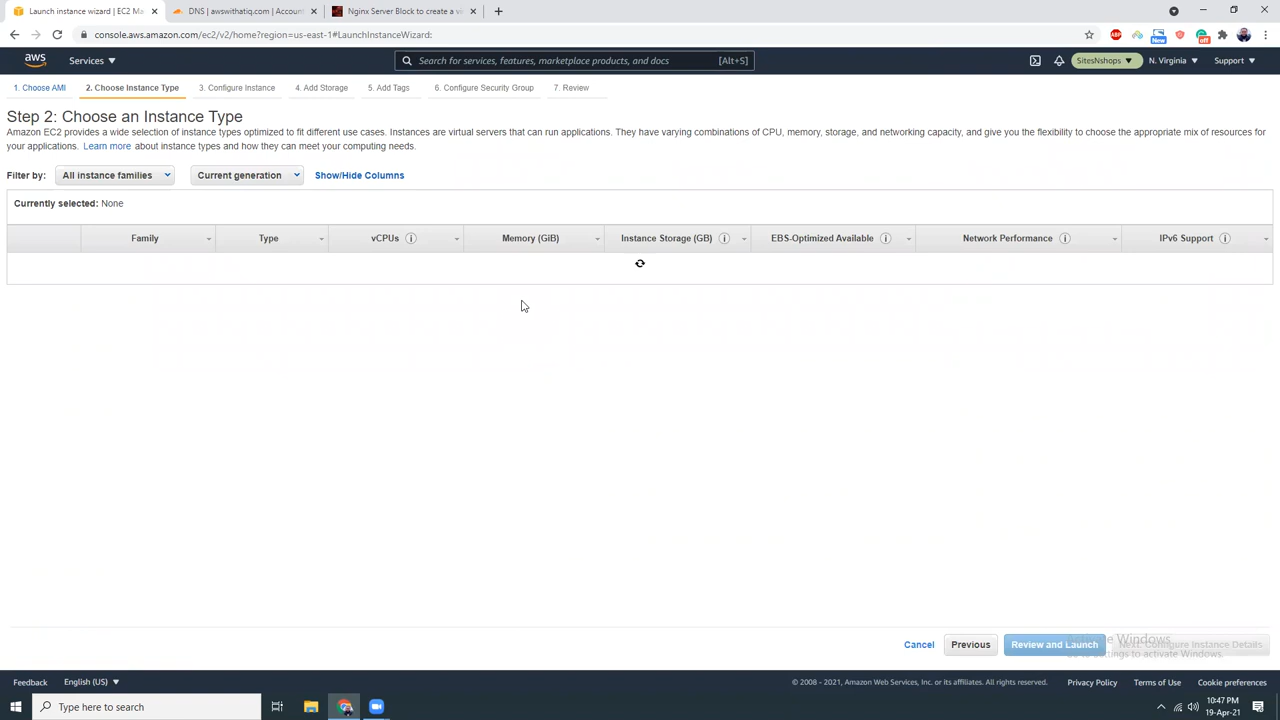 Launch instance wizard | EC2 Ma
DNS | awswithatiq.com | Account
Nginx Server Block to create a vi
console.aws.amazon.com/ec2/v2/home?region=us-east-1#LaunchInstanceWizard:
ABP
New
off
aws
Services
Search for services, features, marketplace products, and docs
[Alt+S]
SitesNshops
N. Virginia
Support
1. Choose AMI
2. Choose Instance Type
3. Configure Instance
4. Add Storage
5. Add Tags
6. Configure Security Group
7. Review
Step 2: Choose an Instance Type
Amazon EC2 provides a wide selection of instance types optimized to fit different use cases. Instances are virtual servers that can run applications. They have varying combinations of CPU, memory, storage, and networking capacity, and give you the flexibility to choose the appropriate mix of resources for
your applications. Learn more about instance types and how they can meet your computing needs.
Filter by:
All instance families
Current generation
Show/Hide Columns
Currently selected: None
Family
Type
vCPUs
Memory (GiB)
Instance Storage (GB)
EBS-Optimized Available
Network Performance
IPv6 Support
Cancel
Previous
Review and Launch
Next: Configure Instance Details
Activate Windows
Go to Settings to activate Windows.
Feedback
English (US)
© 2008 - 2021, Amazon Web Services, Inc. or its affiliates. All rights reserved.
Privacy Policy
Terms of Use
Cookie preferences
Type here to search
10:47 PM
19-Apr-21